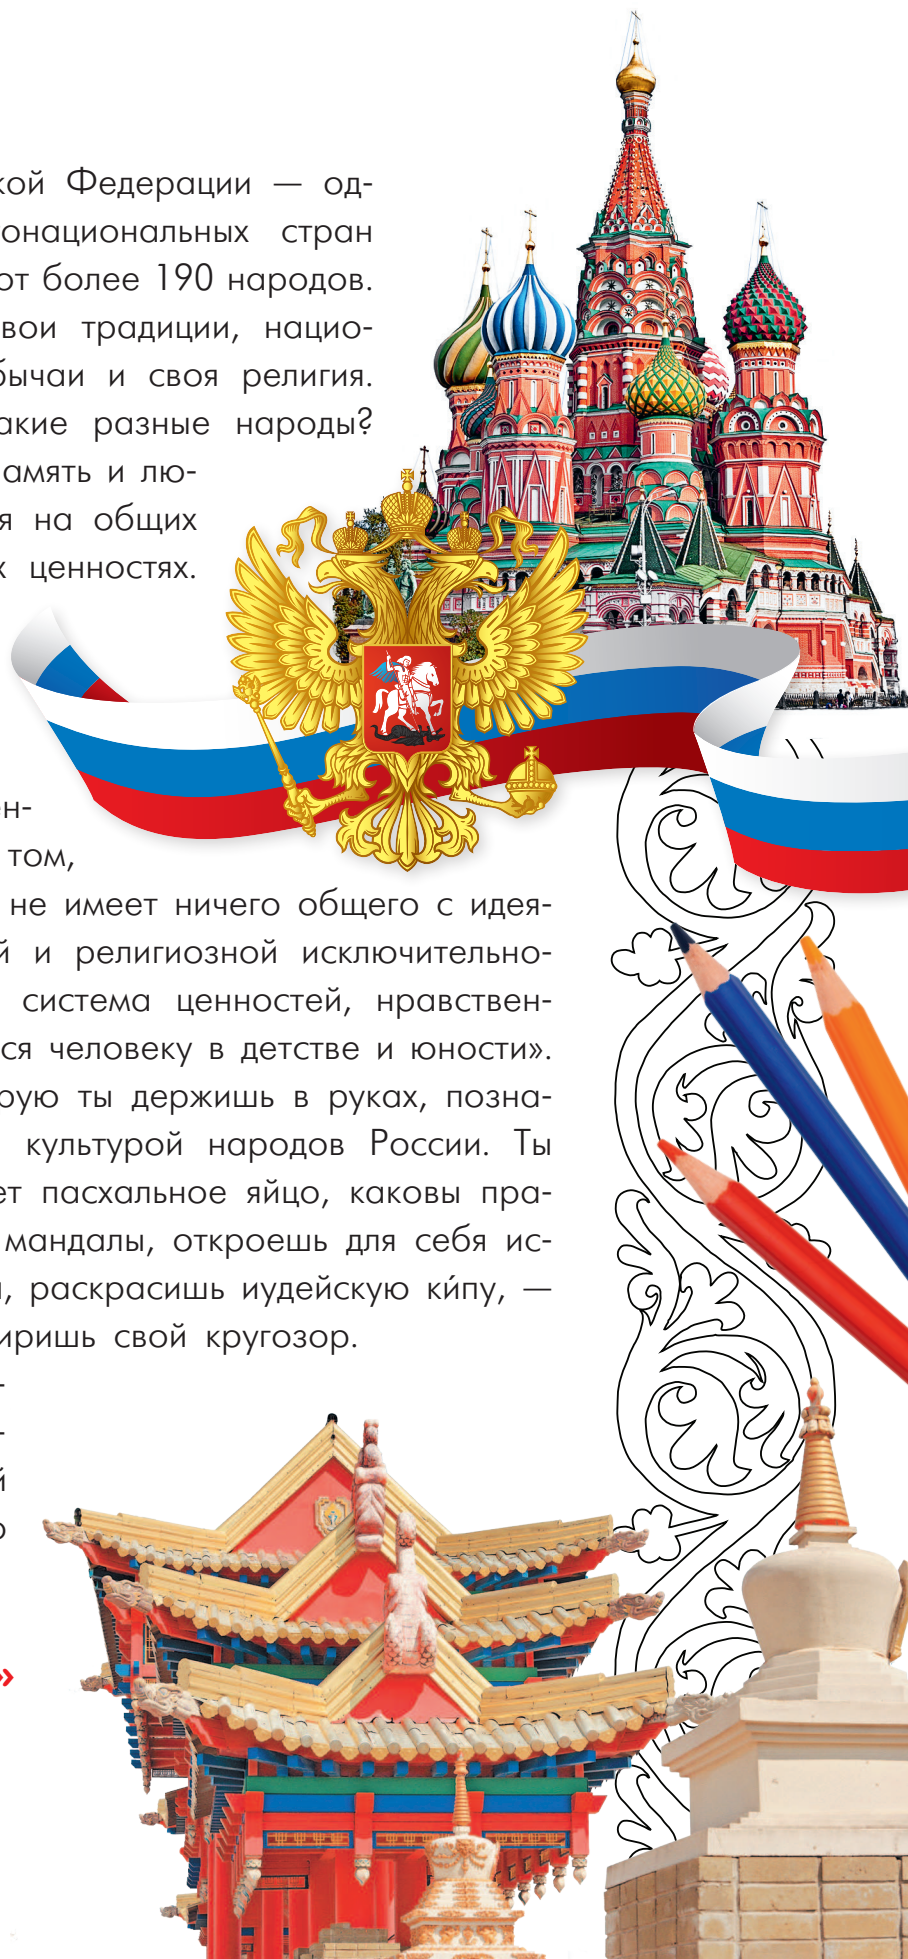 кой Федерации — од-
онациональных стран
от более 190 народов.
вои традиции, нацио-
бычаи и своя религия.
акие разные народы?
амять и лю-
я на общих
х ценностях.
ен-
том,
не имеет ничего общего с идея-
й и религиозной исключительно-
система ценностей, нравствен-
ся человеку в детстве и юности».
рую ты держишь в руках, позна-
культурой народов России. Ты
ет пасхальное яйцо, каковы пра-
мандалы, откроешь для себя ис-
, раскрасишь иудейскую ки́пу, —
иришь свой кругозор.
-
-
й
о
»